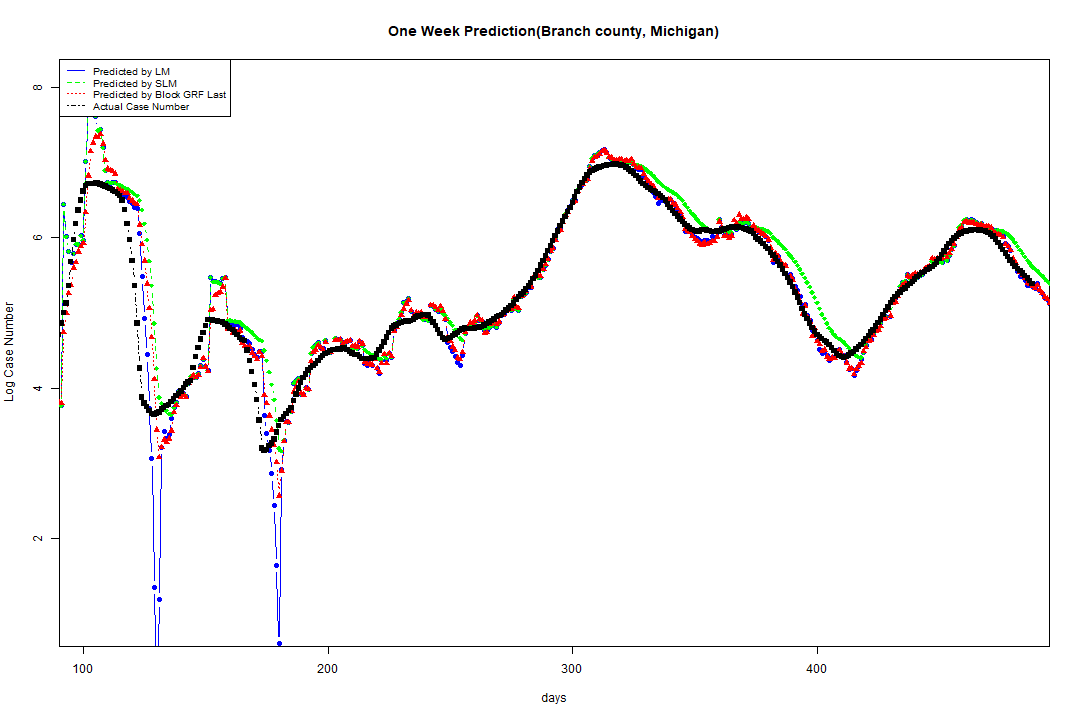 One Week Prediction(Branch county, Michigan)
Predicted by LM
Predicted by SLM
Predicted by Block GRF Last
Actual Case Number
Log Case Number
8
6
4
2
100 200 300 400
days